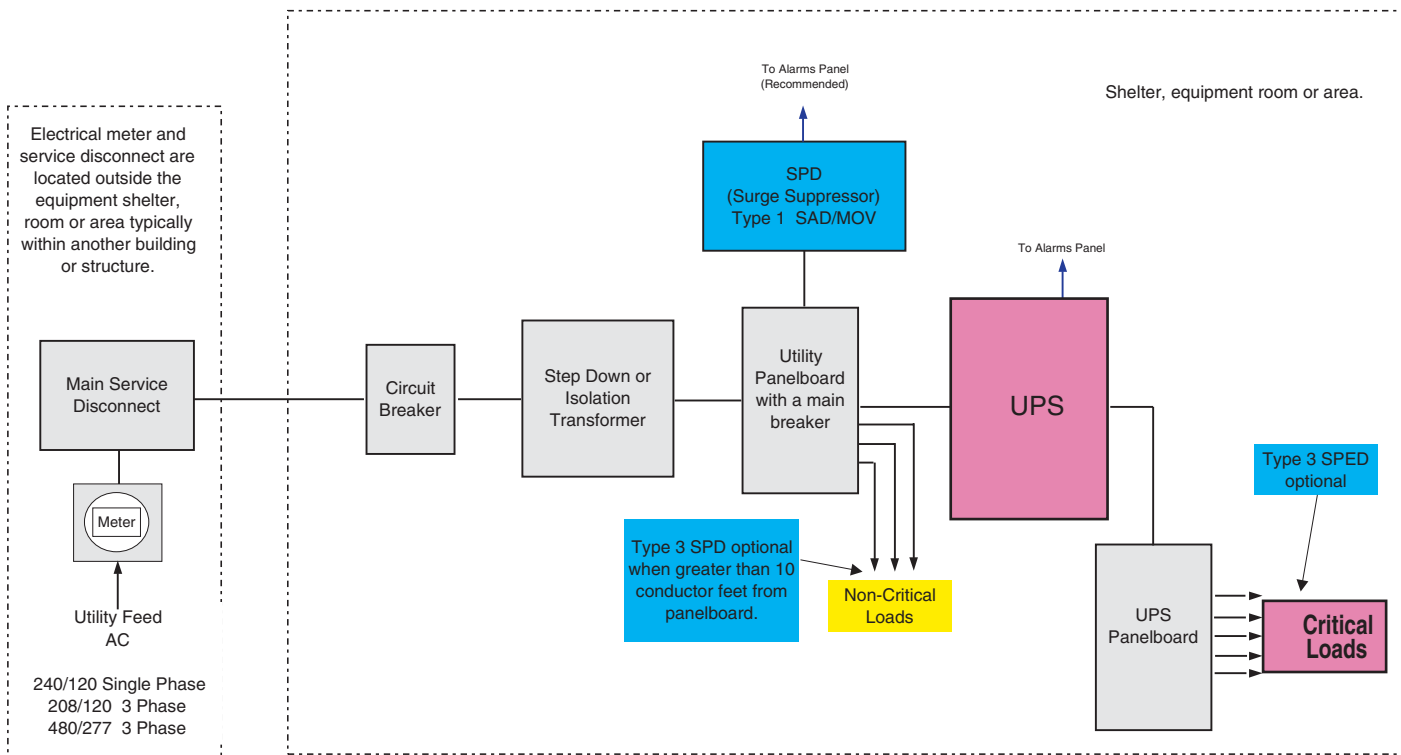 Electrical meter and
service disconnect are
located outside the
equipment shelter,
room or area typically
within another building
or structure.
Main Service
Disconnect
Meter
Utility Feed
AC
240/120 Single Phase
208/120 3 Phase
480/277 3 Phase
Shelter, equipment room or area.
To Alarms Panel
(Recommended)
SPD
(Surge Suppressor)
Type 1 SAD/MOV
To Alarms Panel
Circuit
Breaker
Step Down or
Isolation
Transformer
Utility
Panelboard
with a main
breaker
UPS
Type 3 SPD optional
when greater than 10
conductor feet from
panelboard.
Non-Critical
Loads
Type 3 SPED
optional
UPS
Panelboard
Critical
Loads